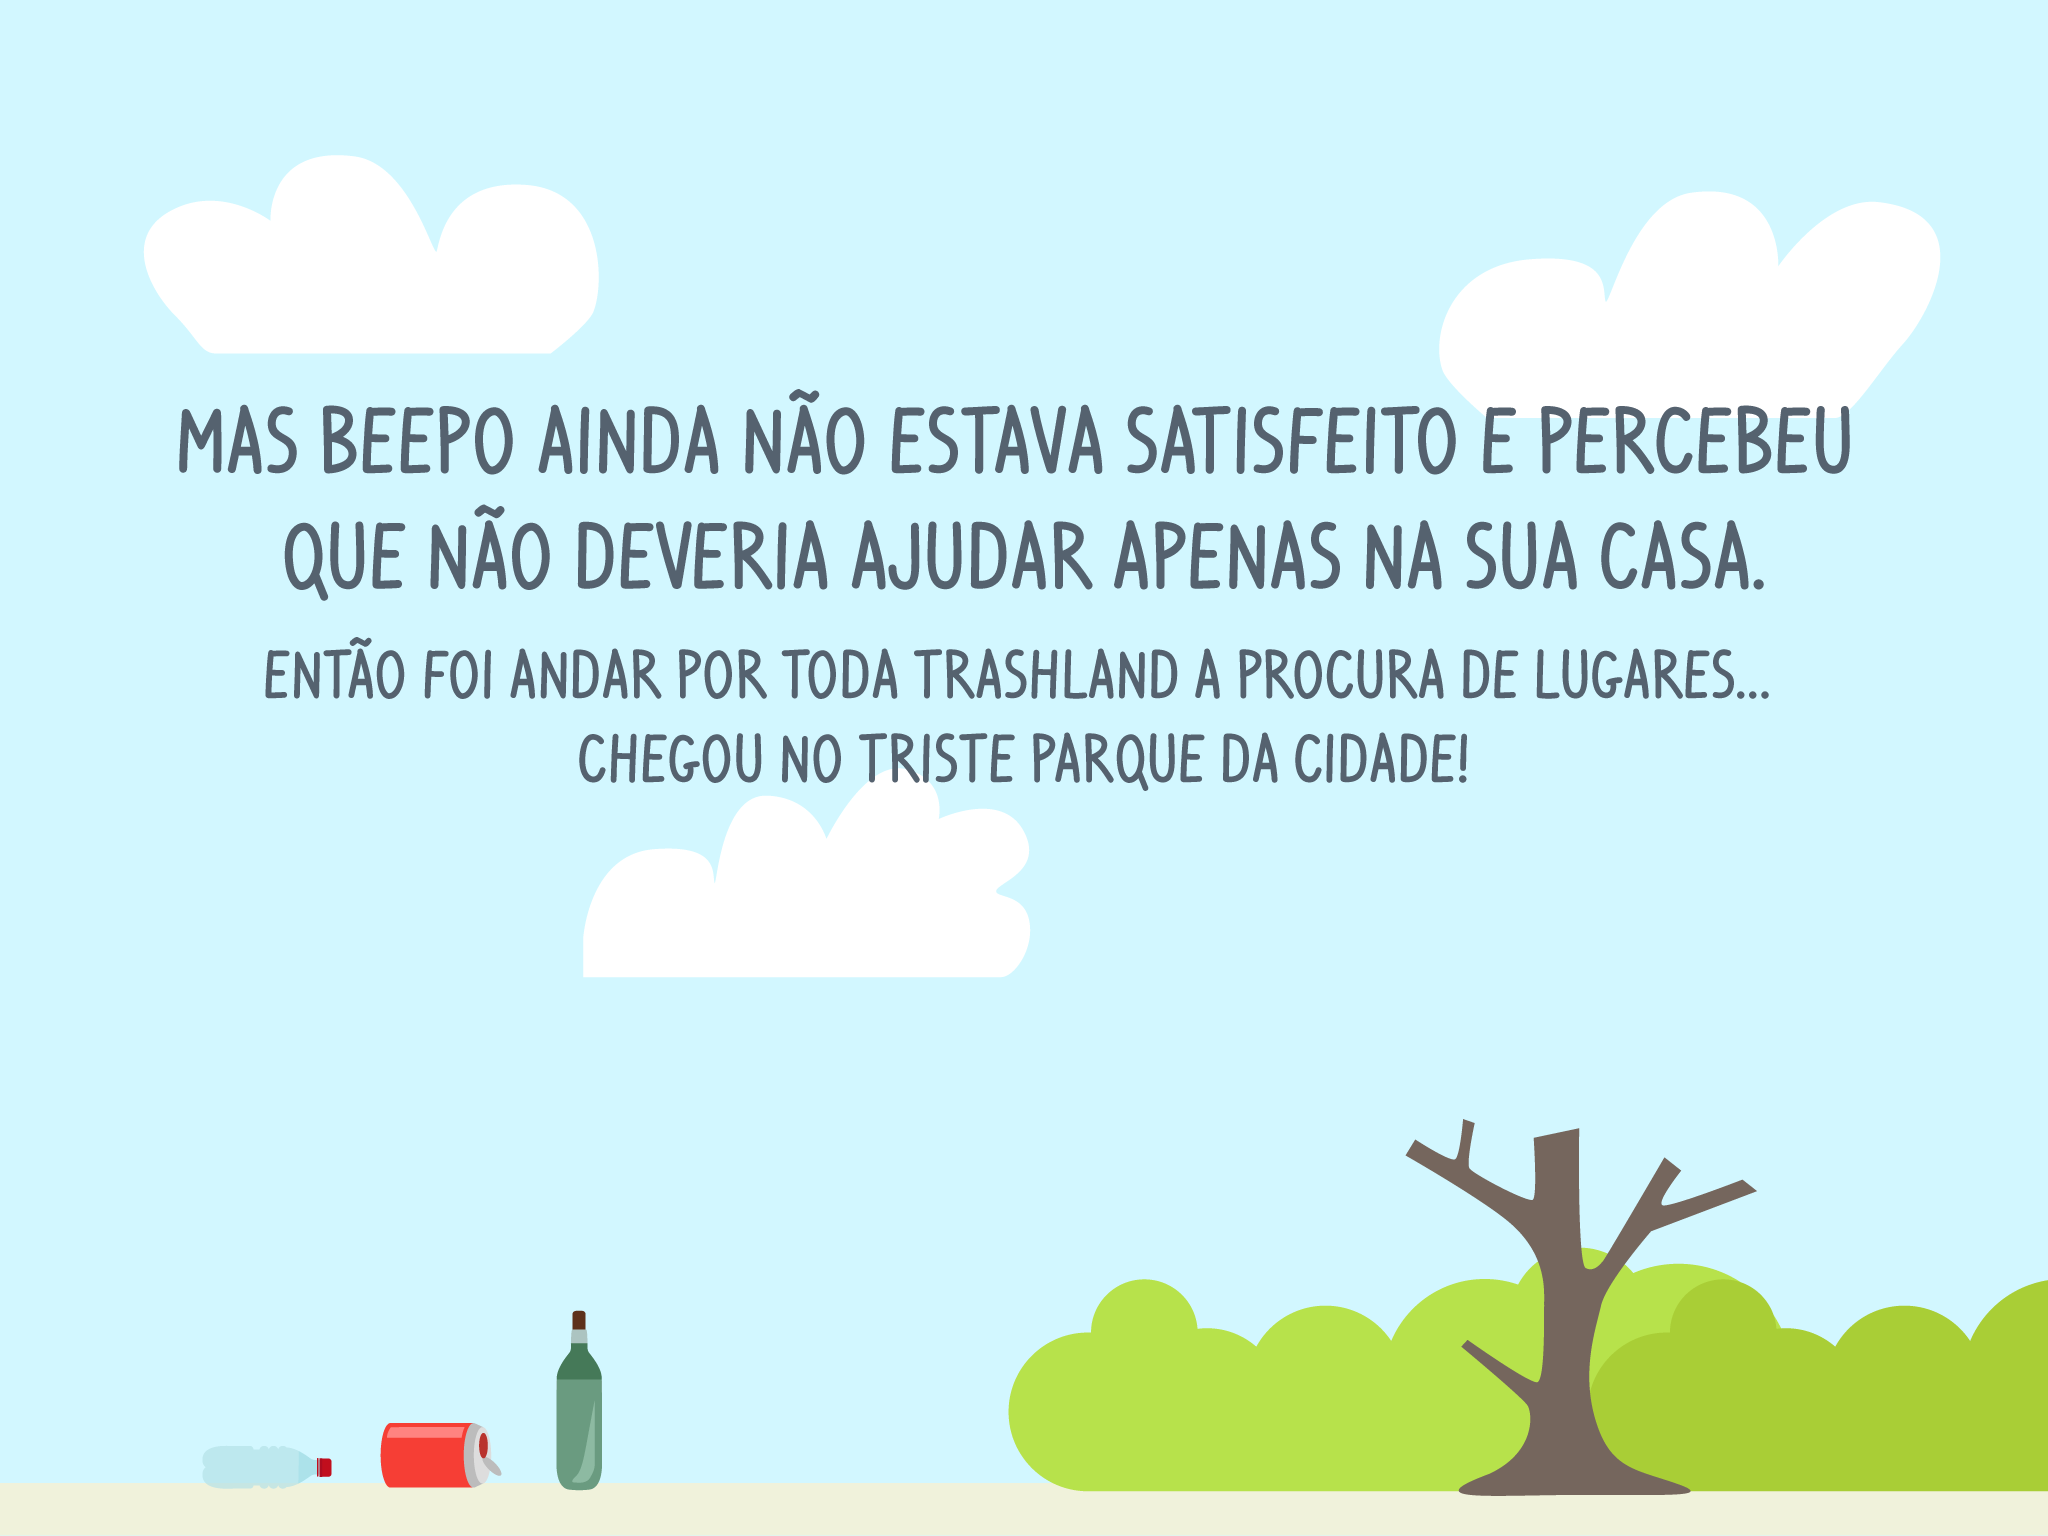 MAS BEEPO AINDA NÃO ESTAVA SATISFEITO E PERCEBEU
QUE NÃO DEVERIA AJUDAR APENAS NA SUA CASA.
ENTÃO FOI ANDAR POR TODA TRASHLAND A PROCURA DE LUGARES...
CHEGOU NO TRISTE PARQUE DA CIDADE!